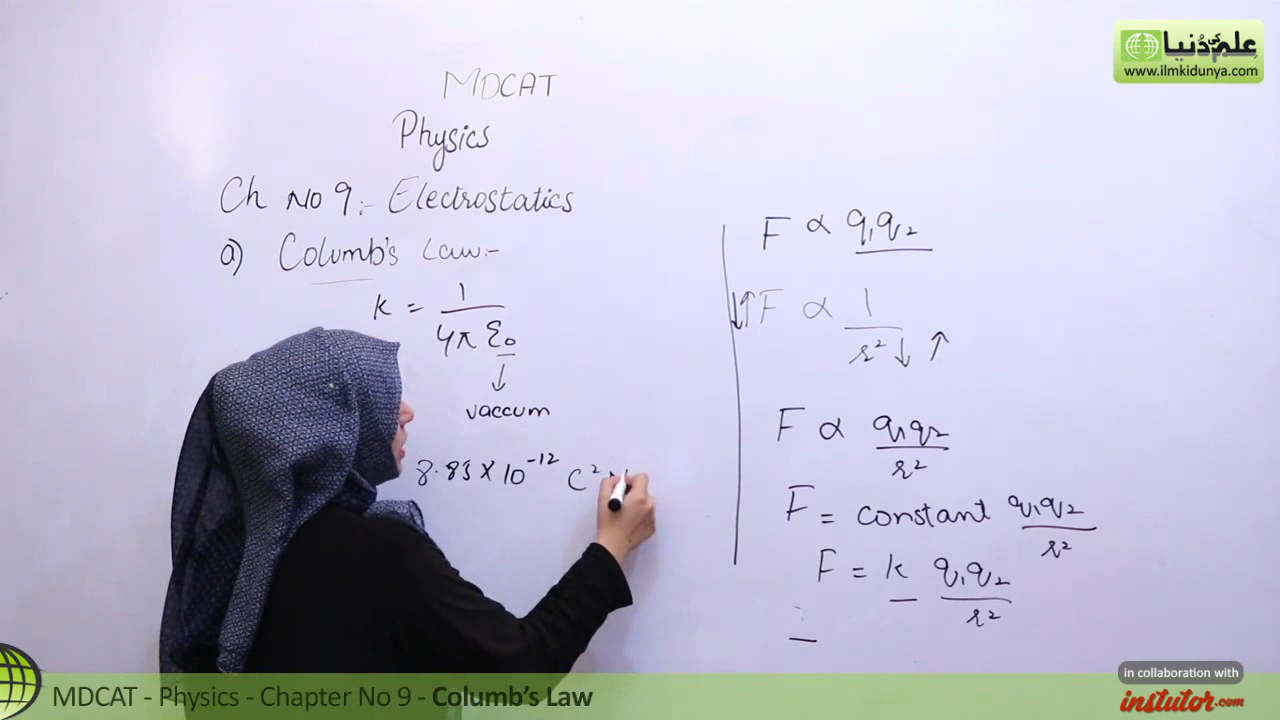 علم کی دُنیا
www.ilmkidunya.com
MDCAT
Physics
Ch No 9:- Electrostatics
a) Columb's Law:-
K = 1/4π ε₀
↓
vaccum
8.85 × 10⁻¹² C²
F ∝ q₁q₂
↓↑F ∝ 1/r² ↓ ↑
F ∝ q₁q₂/r²
F = constant q₁q₂/r²
F = k q₁q₂/r²
in collaboration with
instutor.com
MDCAT - Physics - Chapter No 9 - Columb's Law